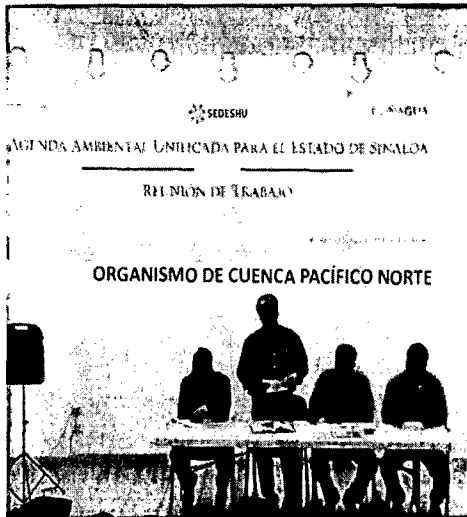 SEDESHU
AGENDA AMBIENTAL UNIFICADA PARA EL ESTADO DE SINALOA
REUNIÓN DE TRABAJO
ORGANISMO DE CUENCA PACÍFICO NORTE